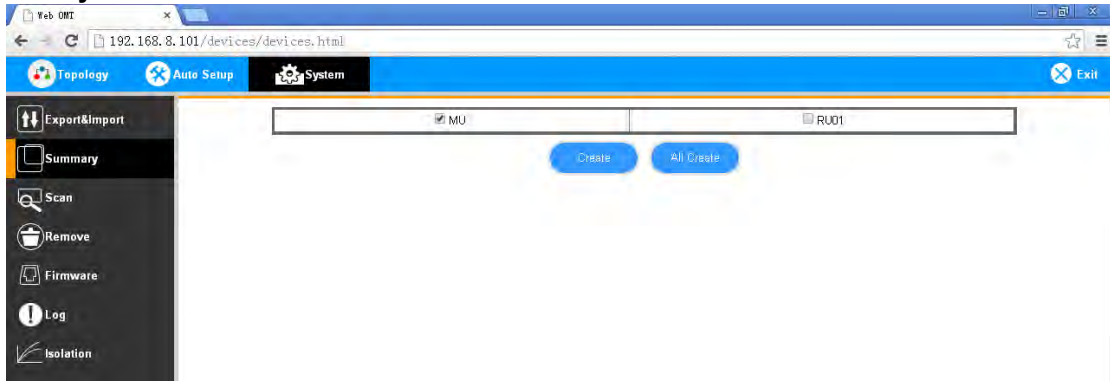 Web OMT
192.168.8.101/devices/devices.html
Topology Auto Setup System Exit
Export&Import
MU RU01
Create All Create
Summary
Scan
Remove
Firmware
Log
Isolation